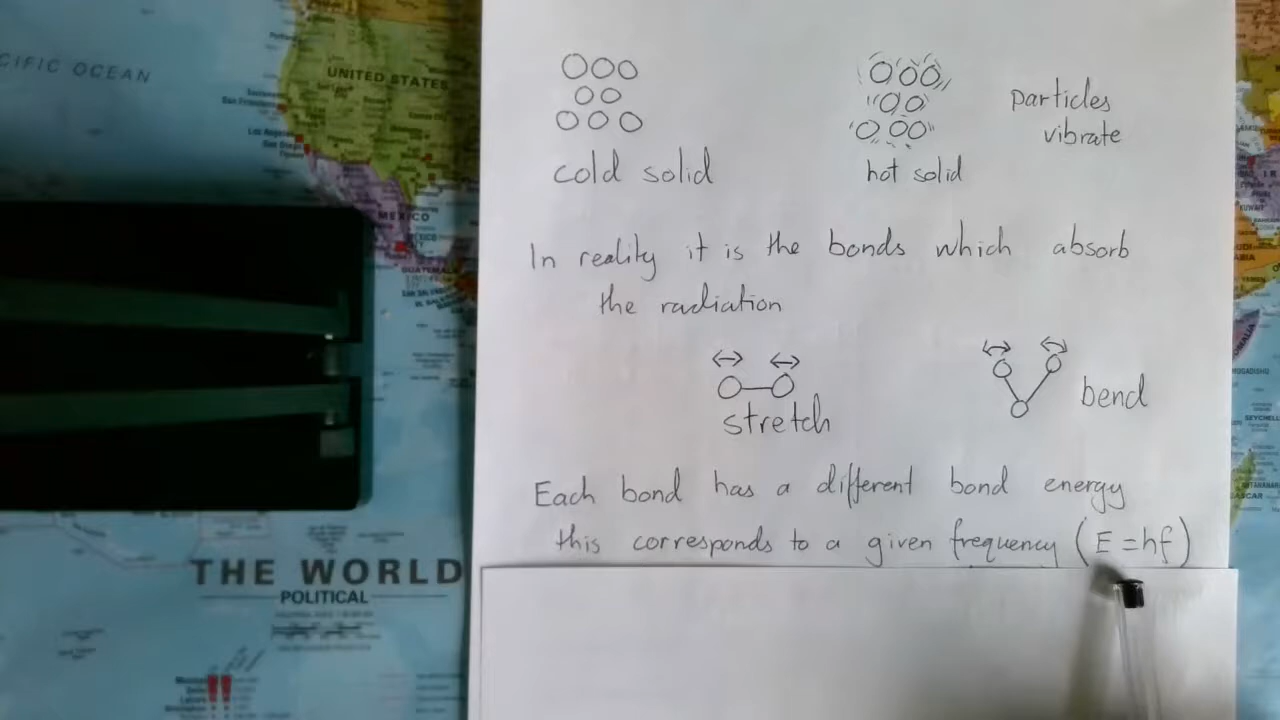 CIFIC OCEAN
UNITED STATES
MEXICO
THE WORLD
POLITICAL
cold solid
hot solid
particles
vibrate
In reality it is the bonds which absorb
the radiation
stretch
bend
Each bond has a different bond energy
this corresponds to a given frequency (E=hf)